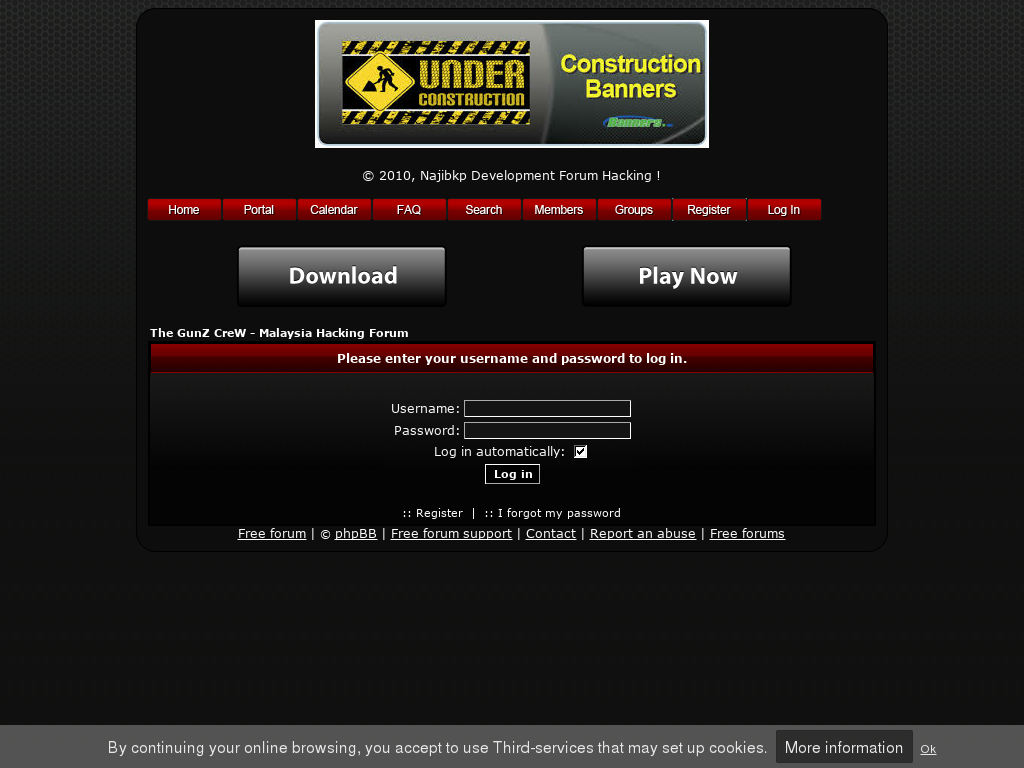 UNDER
CONSTRUCTION
Construction
Banners
Banners.
© 2010, Najibkp Development Forum Hacking !
Home Portal Calendar FAQ Search Members Groups Register Log In
Download Play Now
The GunZ CreW - Malaysia Hacking Forum
Please enter your username and password to log in.
Username:
Password:
Log in automatically:
Log in
:: Register | :: I forgot my password
Free forum | © phpBB | Free forum support | Contact | Report an abuse | Free forums
By continuing your online browsing, you accept to use Third-services that may set up cookies. More information Ok